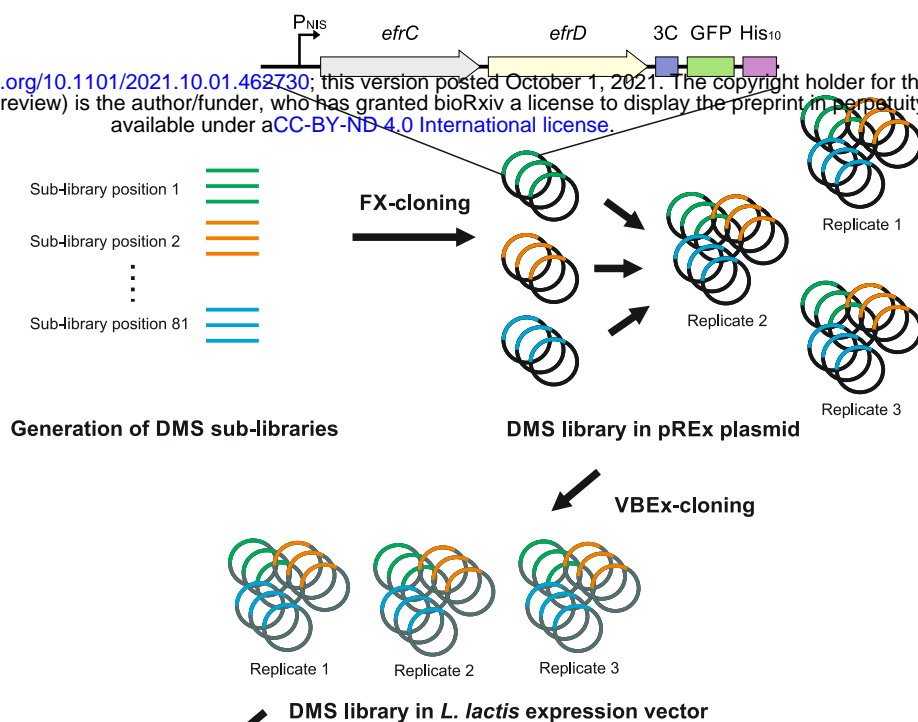 PNIS
efrC efrD 3C GFP His10
.org/10.1101/2021.10.01.462730; this version posted October 1, 2021. The copyright holder for th
review) is the author/funder, who has granted bioRxiv a license to display the preprint in perpetuity
available under aCC-BY-ND 4.0 International license.
Sub-library position 1
Sub-library position 2
Sub-library position 81
FX-cloning
Replicate 1
Replicate 2
Replicate 3
Generation of DMS sub-libraries
DMS library in pREx plasmid
VBEx-cloning
Replicate 1 Replicate 2 Replicate 3
DMS library in L. lactis expression vector